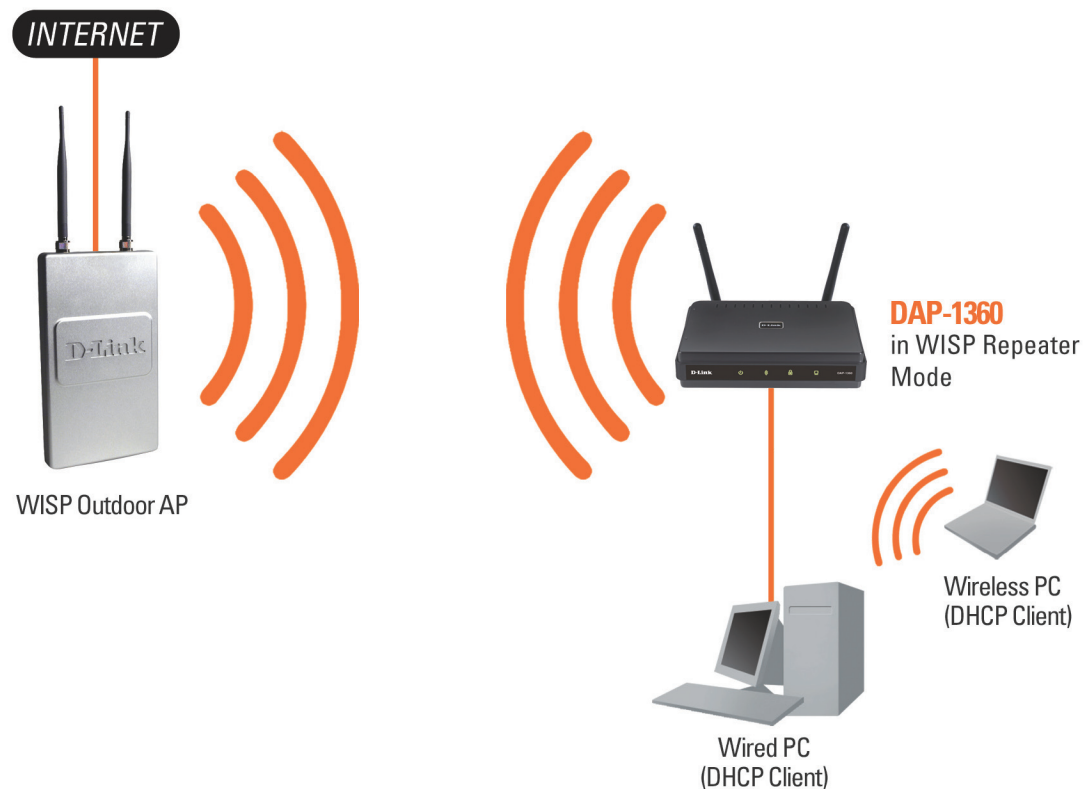 INTERNET
D-Link
WISP Outdoor AP
D-Link
D-Link
DAP-1360
in WISP Repeater
Mode
Wireless PC
(DHCP Client)
Wired PC
(DHCP Client)